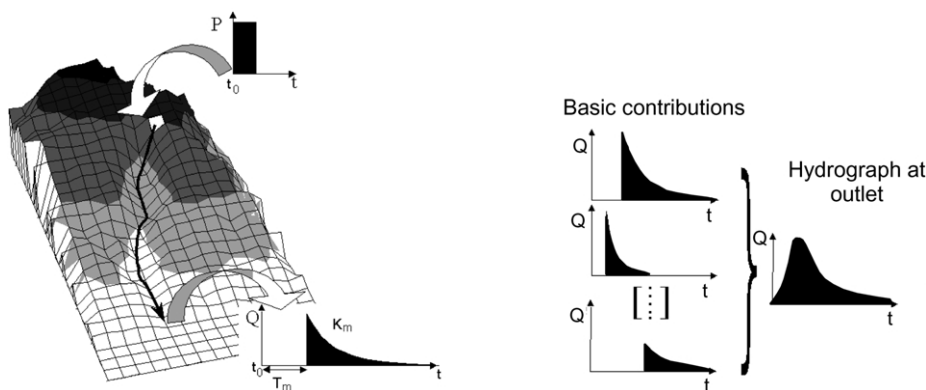 P
t
t0
Q
Km
t0
t
Tm
Basic contributions
Q
t
Q
t
[⋮]
Q
t
Hydrograph at
outlet
Q
t